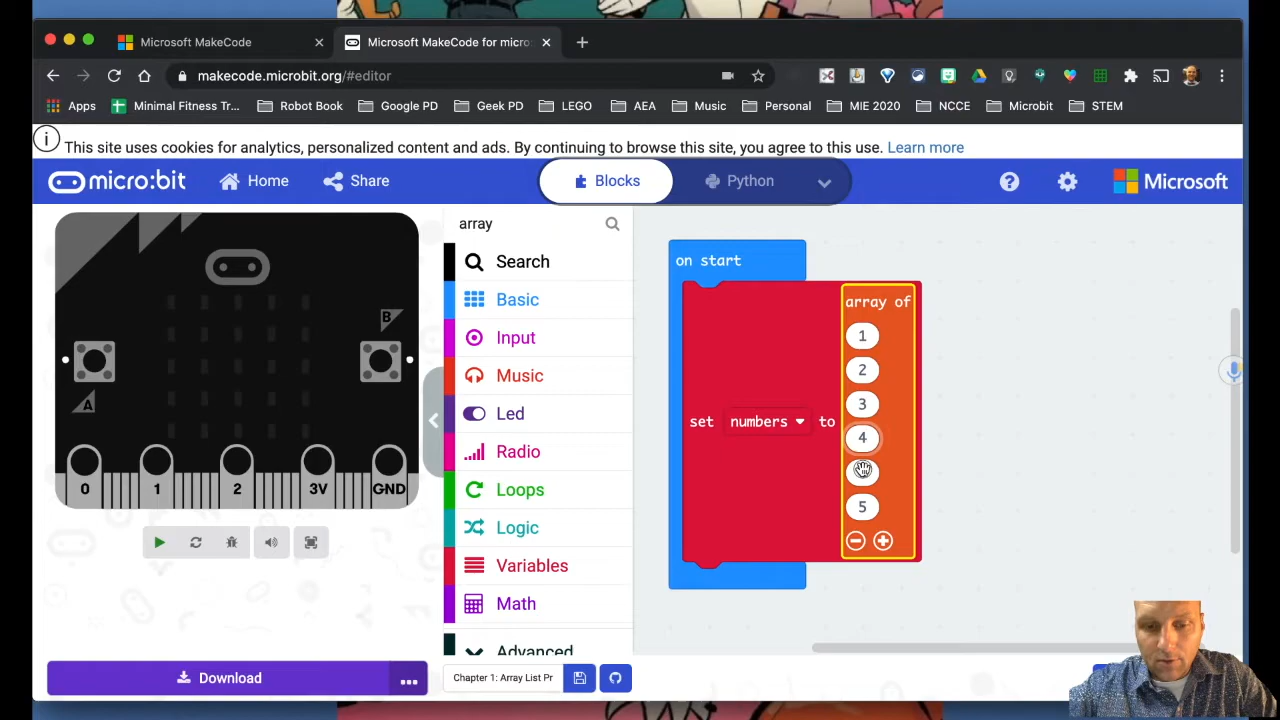 Microsoft MakeCode
Microsoft MakeCode for micro:
makecode.microbit.org/#editor
Apps
Minimal Fitness Tr...
Robot Book
Google PD
Geek PD
LEGO
AEA
Music
Personal
MIE 2020
NCCE
Microbit
STEM
This site uses cookies for analytics, personalized content and ads. By continuing to browse this site, you agree to this use. Learn more
micro:bit
Home
Share
Blocks
Python
Microsoft
array
Search
Basic
Input
Music
Led
Radio
Loops
Logic
Variables
Math
Advanced
A
B
0
1
2
3V
GND
on start
set numbers to
array of
1
2
3
4
5
Download
Chapter 1: Array List Pr